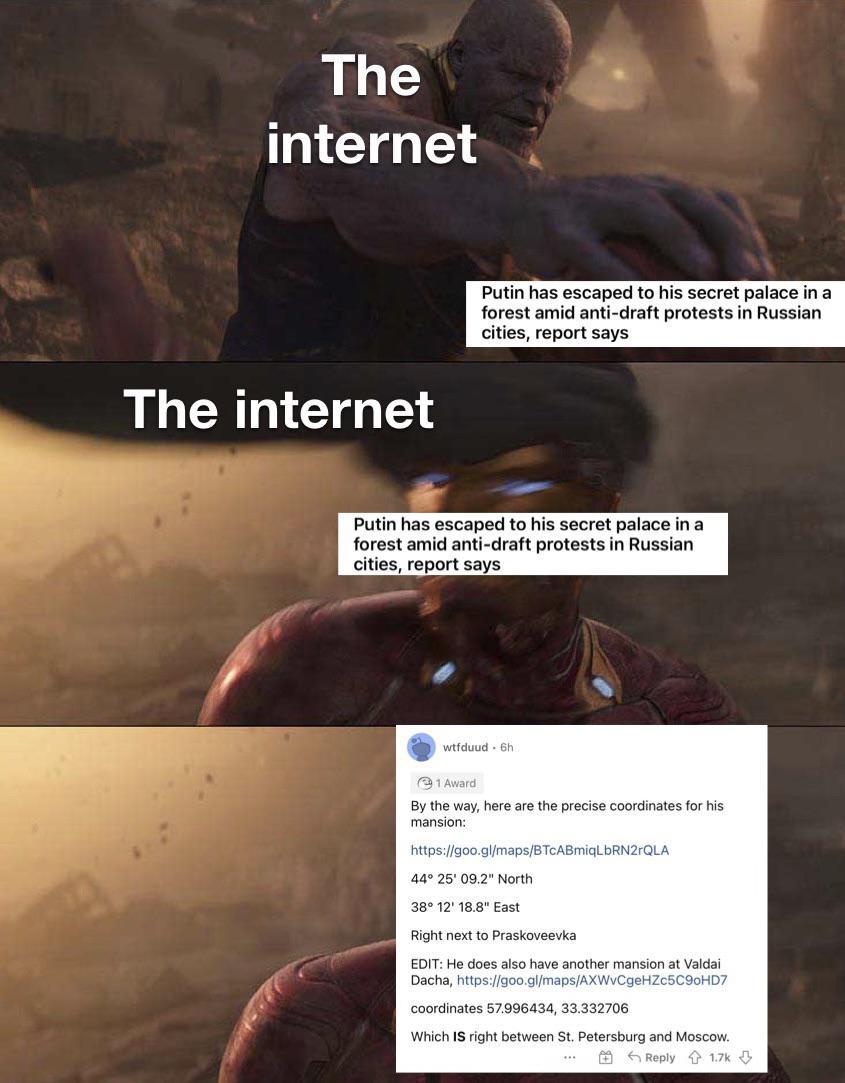 The
internet
Putin has escaped to his secret palace in a
forest amid anti-draft protests in Russian
cities, report says
The internet
Putin has escaped to his secret palace in a
forest amid anti-draft protests in Russian
cities, report says
wtfduud · 6h
1 Award
By the way, here are the precise coordinates for his
mansion:
https://goo.gl/maps/BTcABmiqLbRN2rQLA
44° 25' 09.2" North
38° 12' 18.8" East
Right next to Praskoveevka
EDIT: He does also have another mansion at Valdai
Dacha, https://goo.gl/maps/AXWvCgeHZc5C9oHD7
coordinates 57.996434, 33.332706
Which IS right between St. Petersburg and Moscow.
... Reply 1.7k